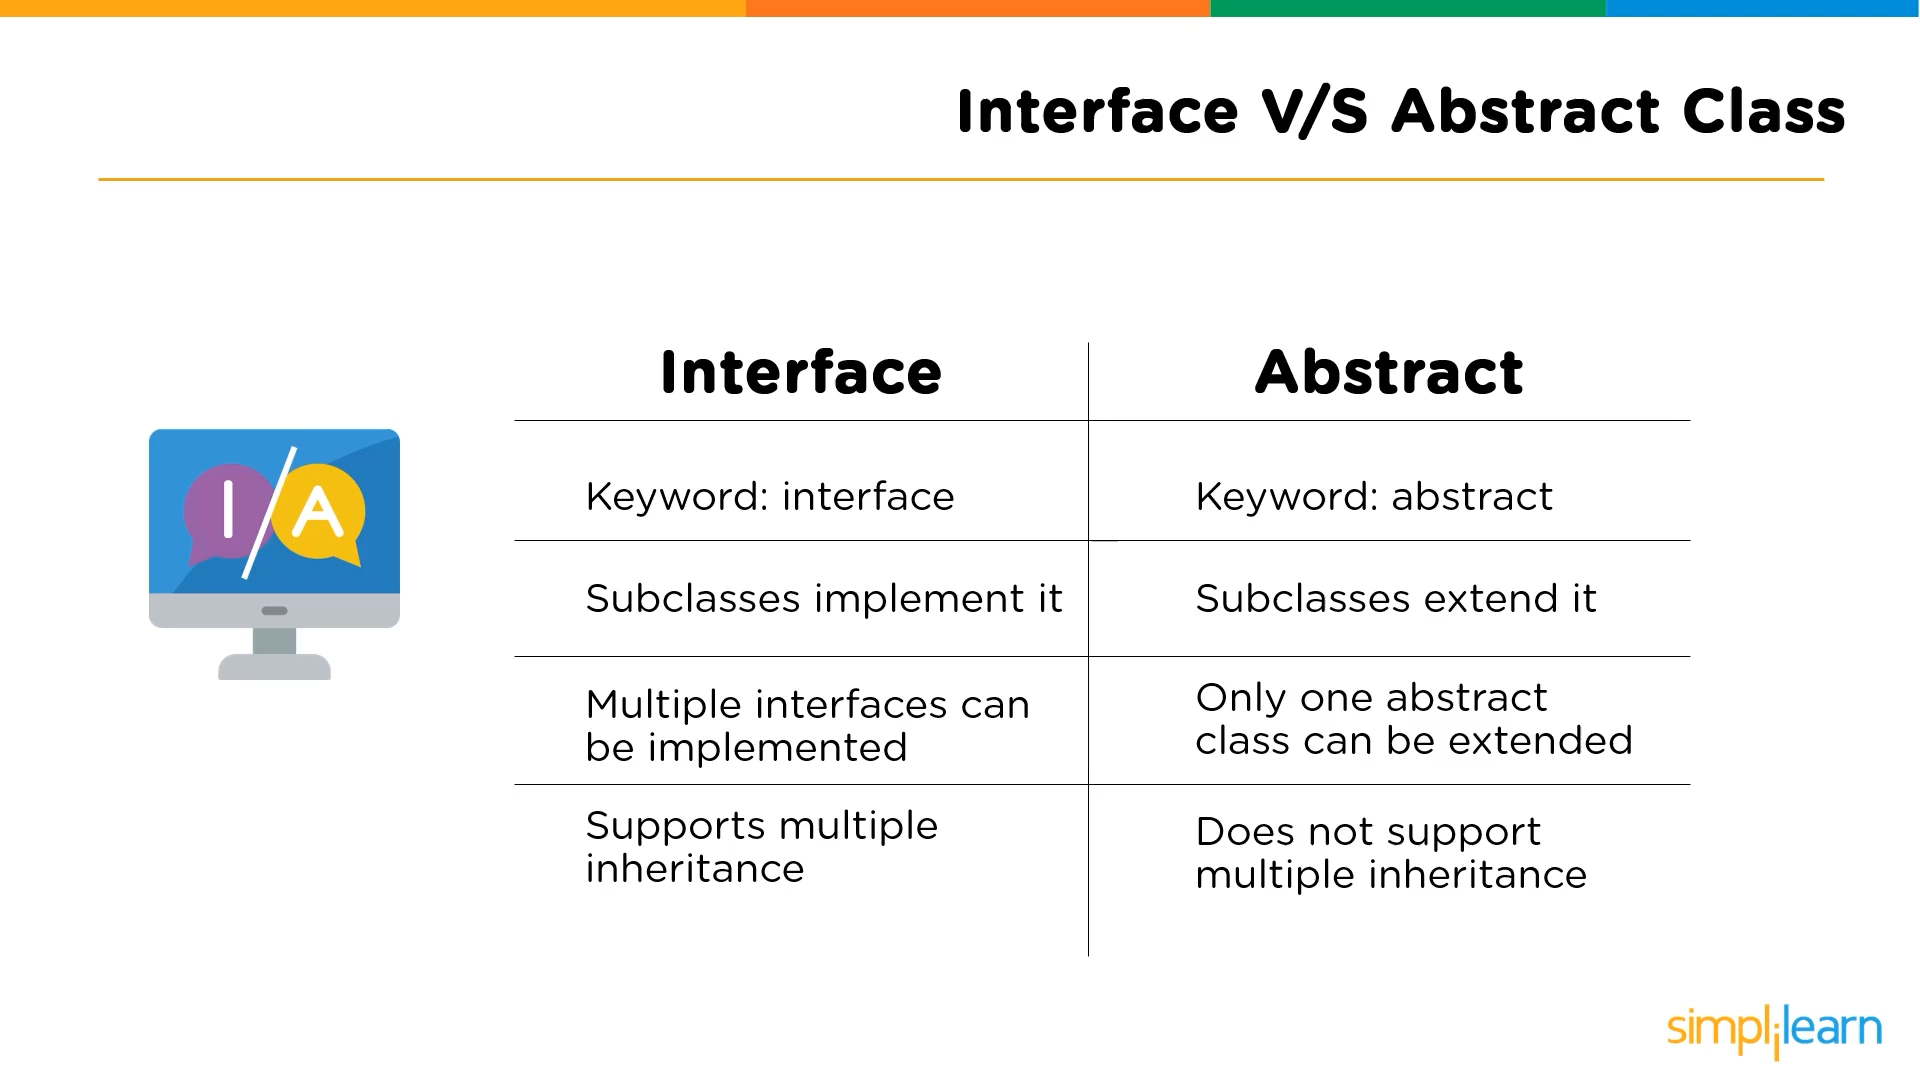 Interface V/S Abstract Class
Interface
Abstract
I/A
Keyword: interface
Keyword: abstract
Subclasses implement it
Subclasses extend it
Multiple interfaces can
be implemented
Only one abstract
class can be extended
Supports multiple
inheritance
Does not support
multiple inheritance
simplilearn